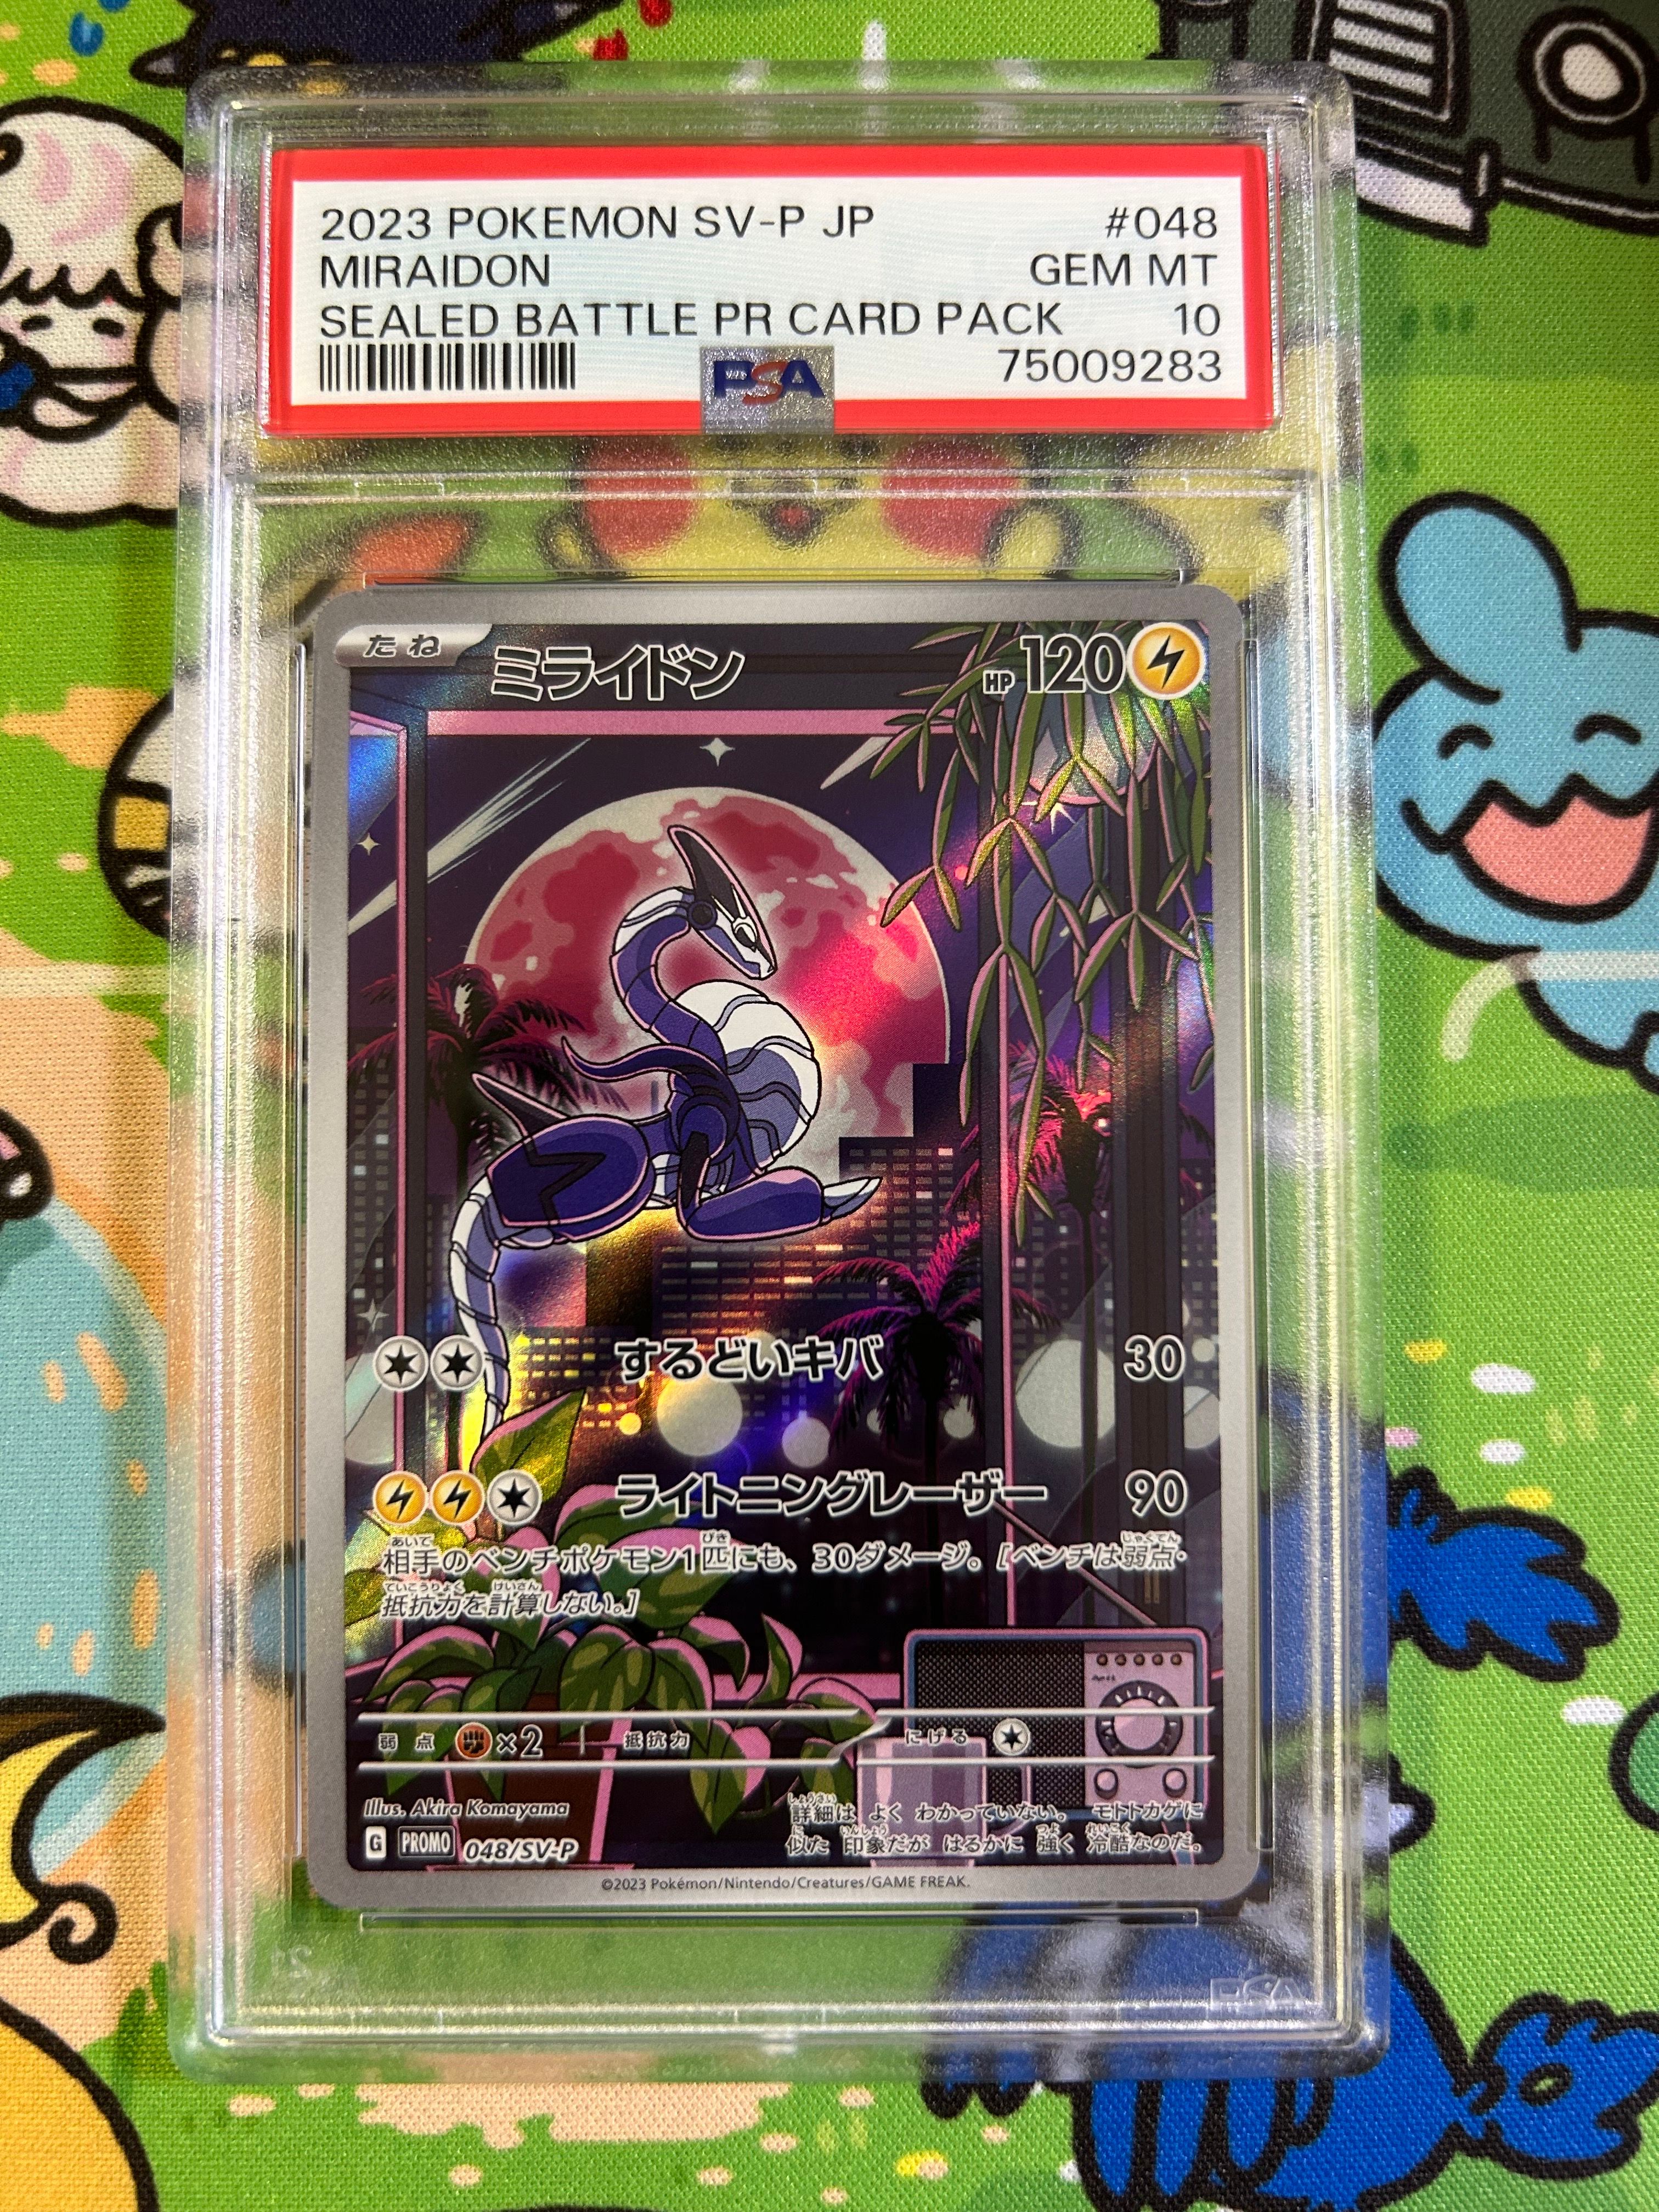 2023 POKEMON SV-P JP #048
MIRAIDON GEM MT
SEALED BATTLE PR CARD PACK 10
PSA 75009283
たね ミライドン HP 120
するどいキバ 30
ライトニングレーザー 90
相手のベンチポケモン1匹にも、30ダメージ。[ベンチは弱点・
抵抗力を計算しない。]
弱点 ×2 抵抗力 にげる
Illus. Akira Komayama
詳細は よく わかっていない。 モトトカゲに
似た 印象だが はるかに 強く 冷酷なのだ。
G PROMO 048/SV-P
©2023 Pokémon/Nintendo/Creatures/GAME FREAK.
PSA